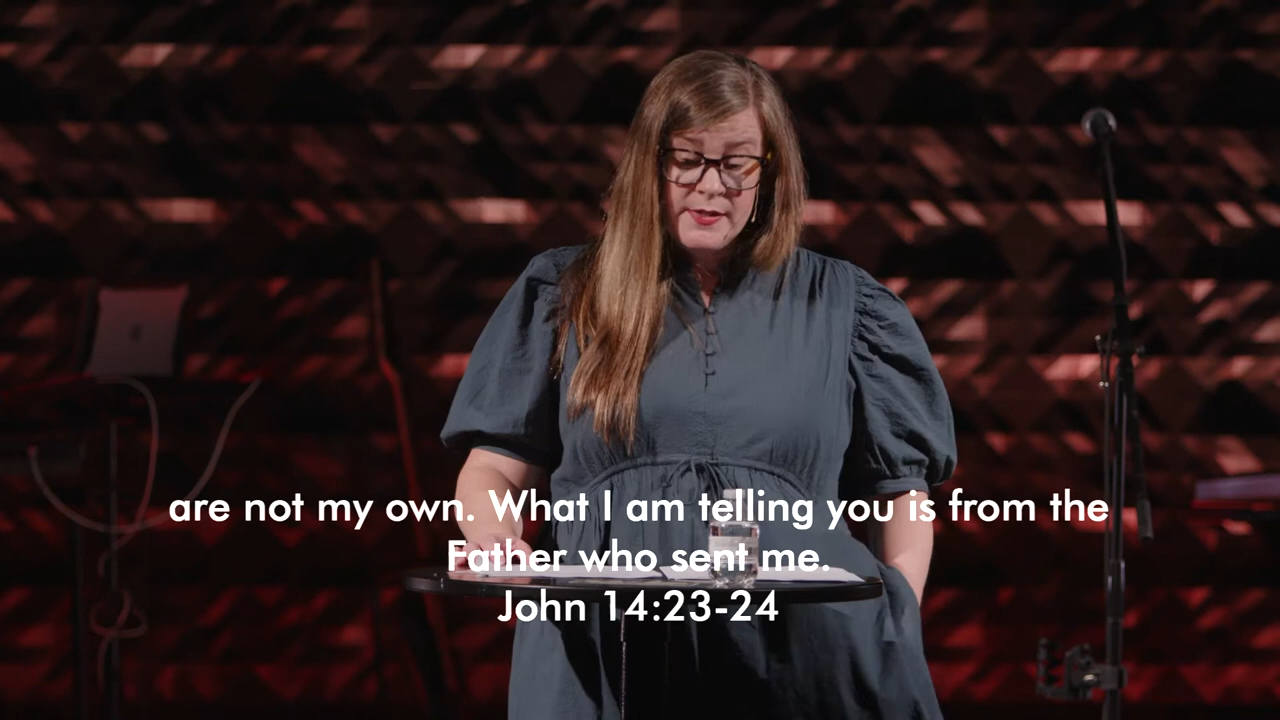 are not my own. What I am telling you is from the
Father who sent me.
John 14:23-24